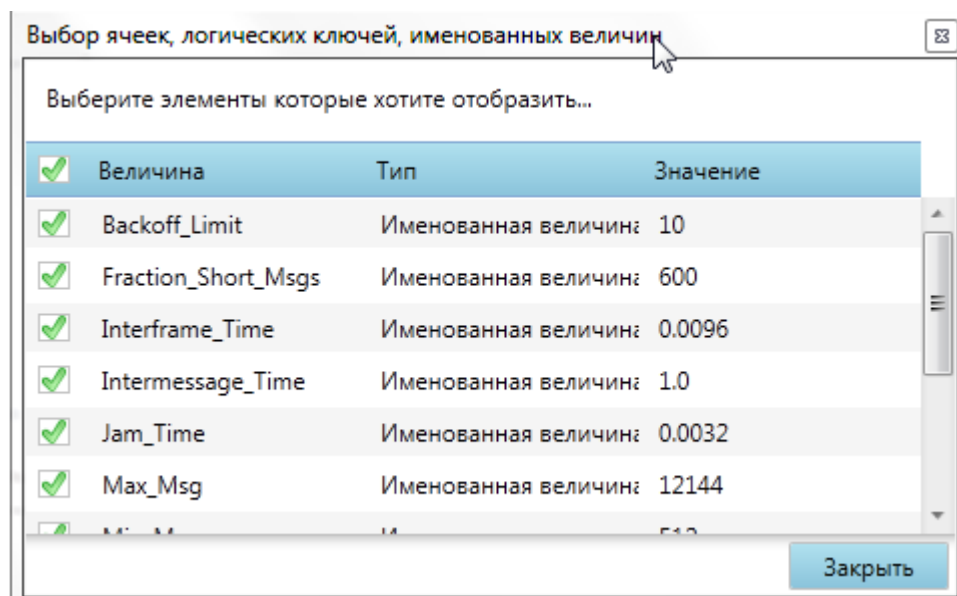 Выбор ячеек, логических ключей, именованных величин
Выберите элементы которые хотите отобразить...
Величина Тип Значение
Backoff_Limit Именованная величина 10
Fraction_Short_Msgs Именованная величина 600
Interframe_Time Именованная величина 0.0096
Intermessage_Time Именованная величина 1.0
Jam_Time Именованная величина 0.0032
Max_Msg Именованная величина 12144
Закрыть